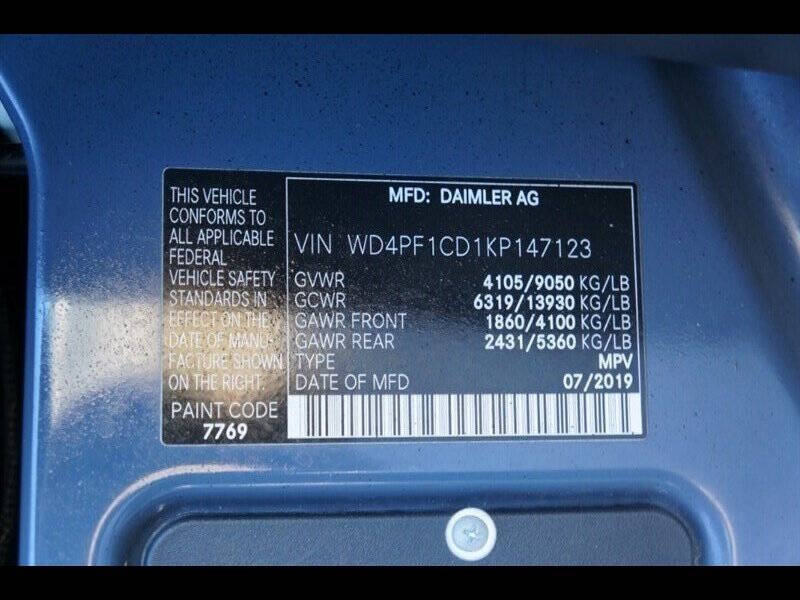 THIS VEHICLE
CONFORMS TO
ALL APPLICABLE
FEDERAL
VEHICLE SAFETY
STANDARDS IN
EFFECT ON THE
DATE OF MANU-
FACTURE SHOWN
ON THE RIGHT.
PAINT CODE
7769
MFD: DAIMLER AG
VIN WD4PF1CD1KP147123
GVWR 4105/9050 KG/LB
GCWR 6319/13930 KG/LB
GAWR FRONT 1860/4100 KG/LB
GAWR REAR 2431/5360 KG/LB
TYPE MPV
DATE OF MFD 07/2019